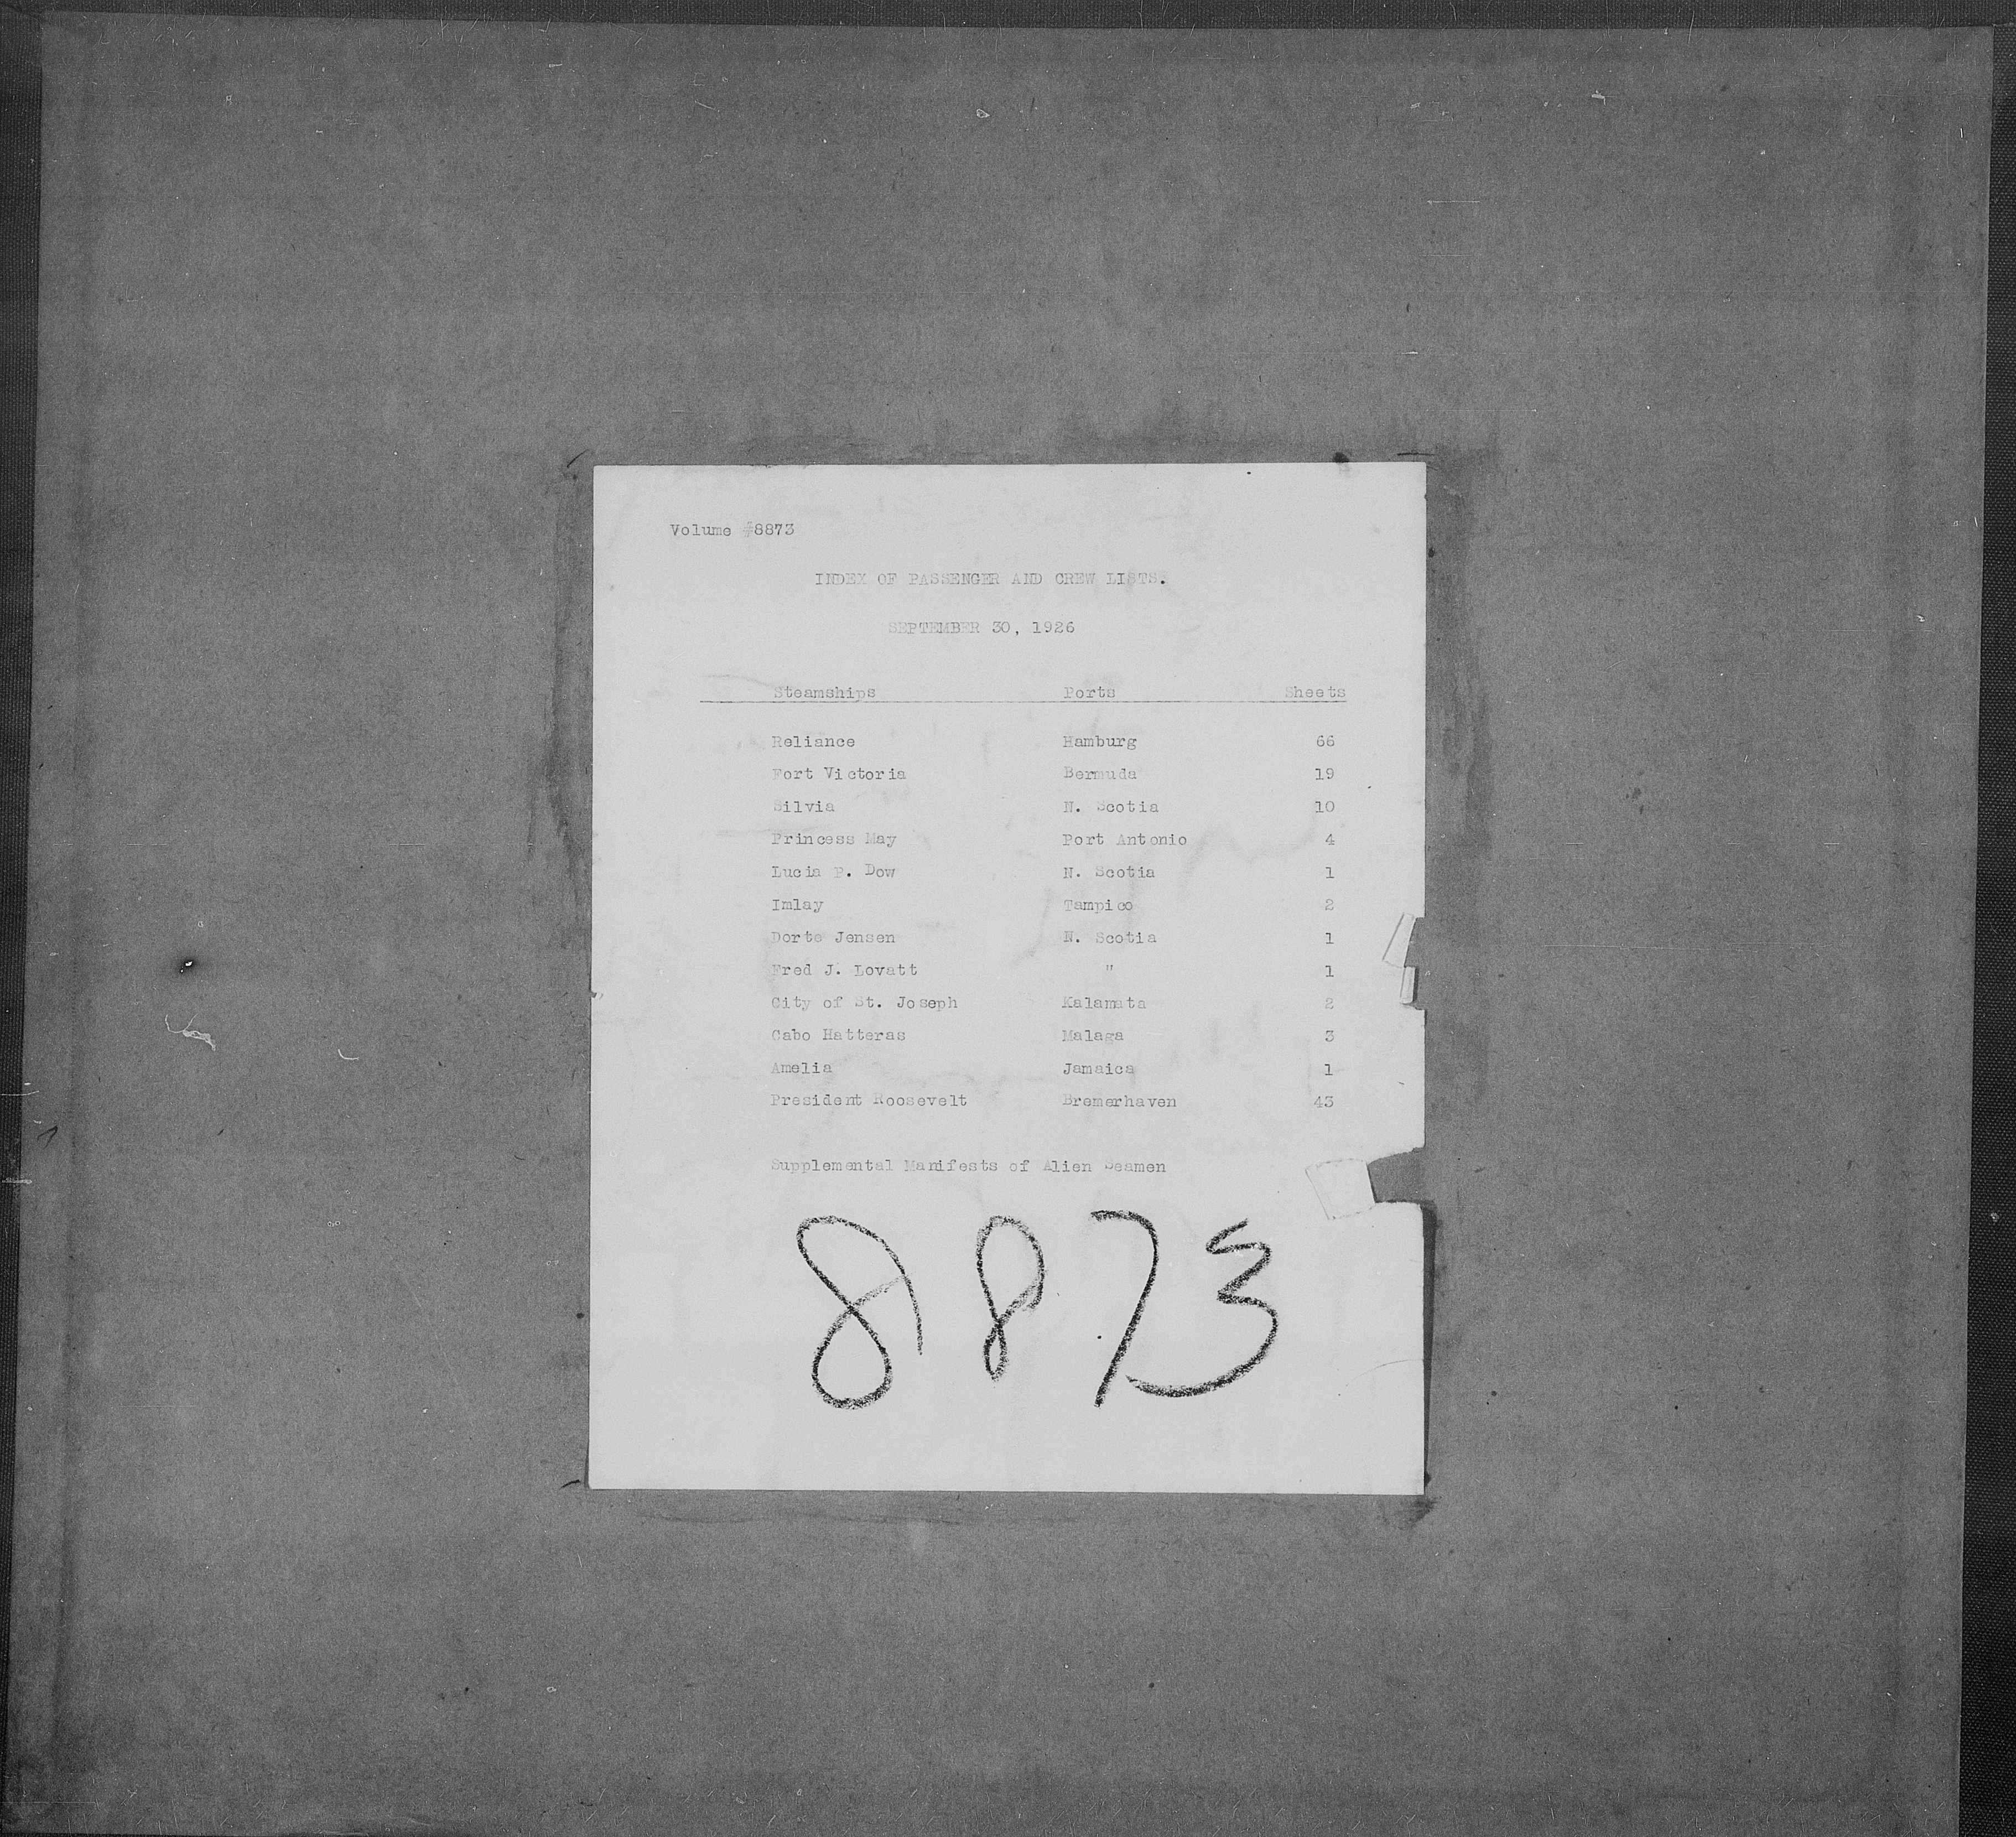 Volume #8873
INDEX OF PASSENGER AND CREW LISTS.
SEPTEMBER 30, 1926
Steamships Ports Sheets
Reliance Hamburg 66
Fort Victoria Bermuda 19
Silvia N. Scotia 10
Princess May Port Antonio 4
Lucia P. Dow N. Scotia 1
Imlay Tampico 2
Dorte Jensen N. Scotia 1
Fred J. Lovatt " 1
City of St. Joseph Kalamata 2
Cabo Hatteras Malaga 3
Amelia Jamaica 1
President Roosevelt Bremerhaven 43
Supplemental Manifests of Alien Seamen
8873